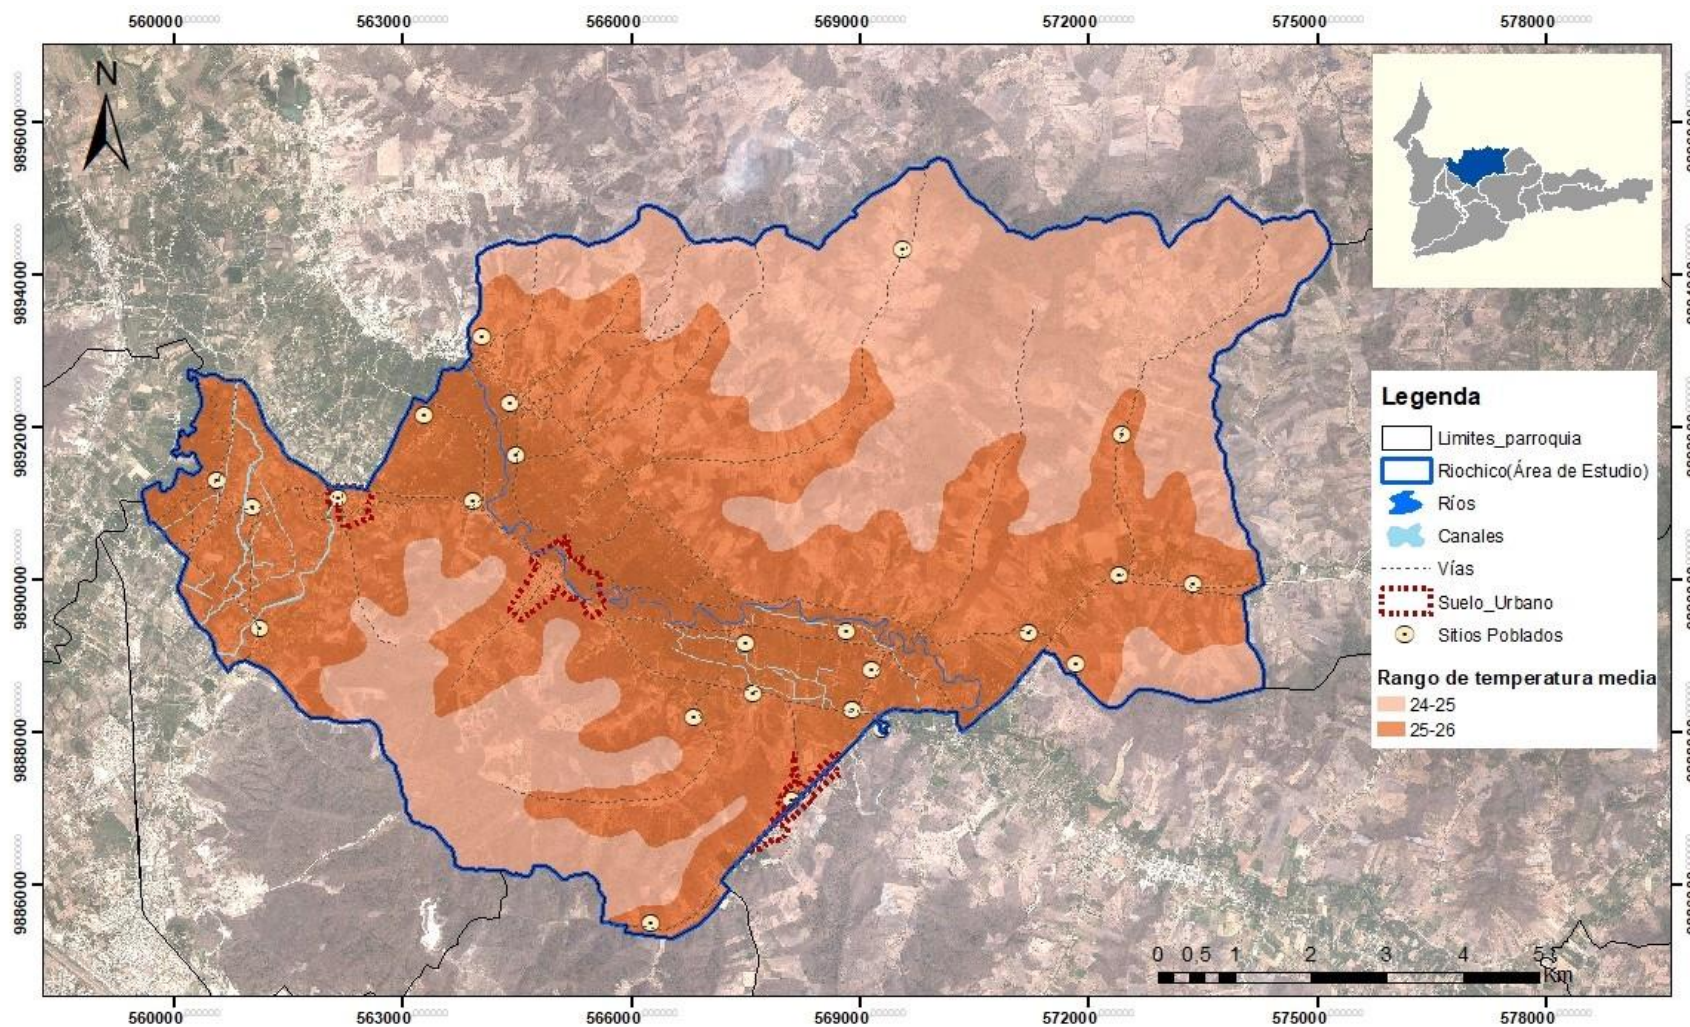 560000 563000 566000 569000 572000 575000 578000
N
9896000
9894000
9892000
9890000
9888000
9886000
Legenda
Limites_parroquia
Riochico(Área de Estudio)
Ríos
Canales
Vías
Suelo_Urbano
Sitios Poblados
Rango de temperatura media
24-25
25-26
0 0,5 1 2 3 4 5
Km
560000 563000 566000 569000 572000 575000 578000